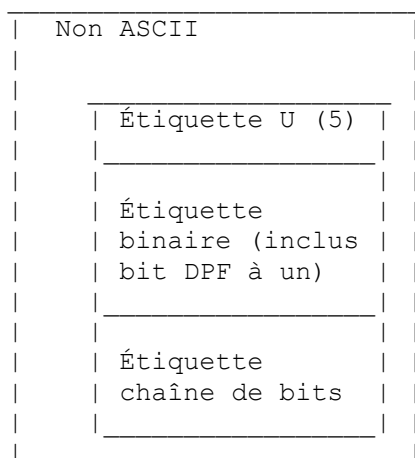 Non ASCII
Étiquette U (5)
Étiquette
binaire (inclus
bit DPF à un)
Étiquette
chaîne de bits